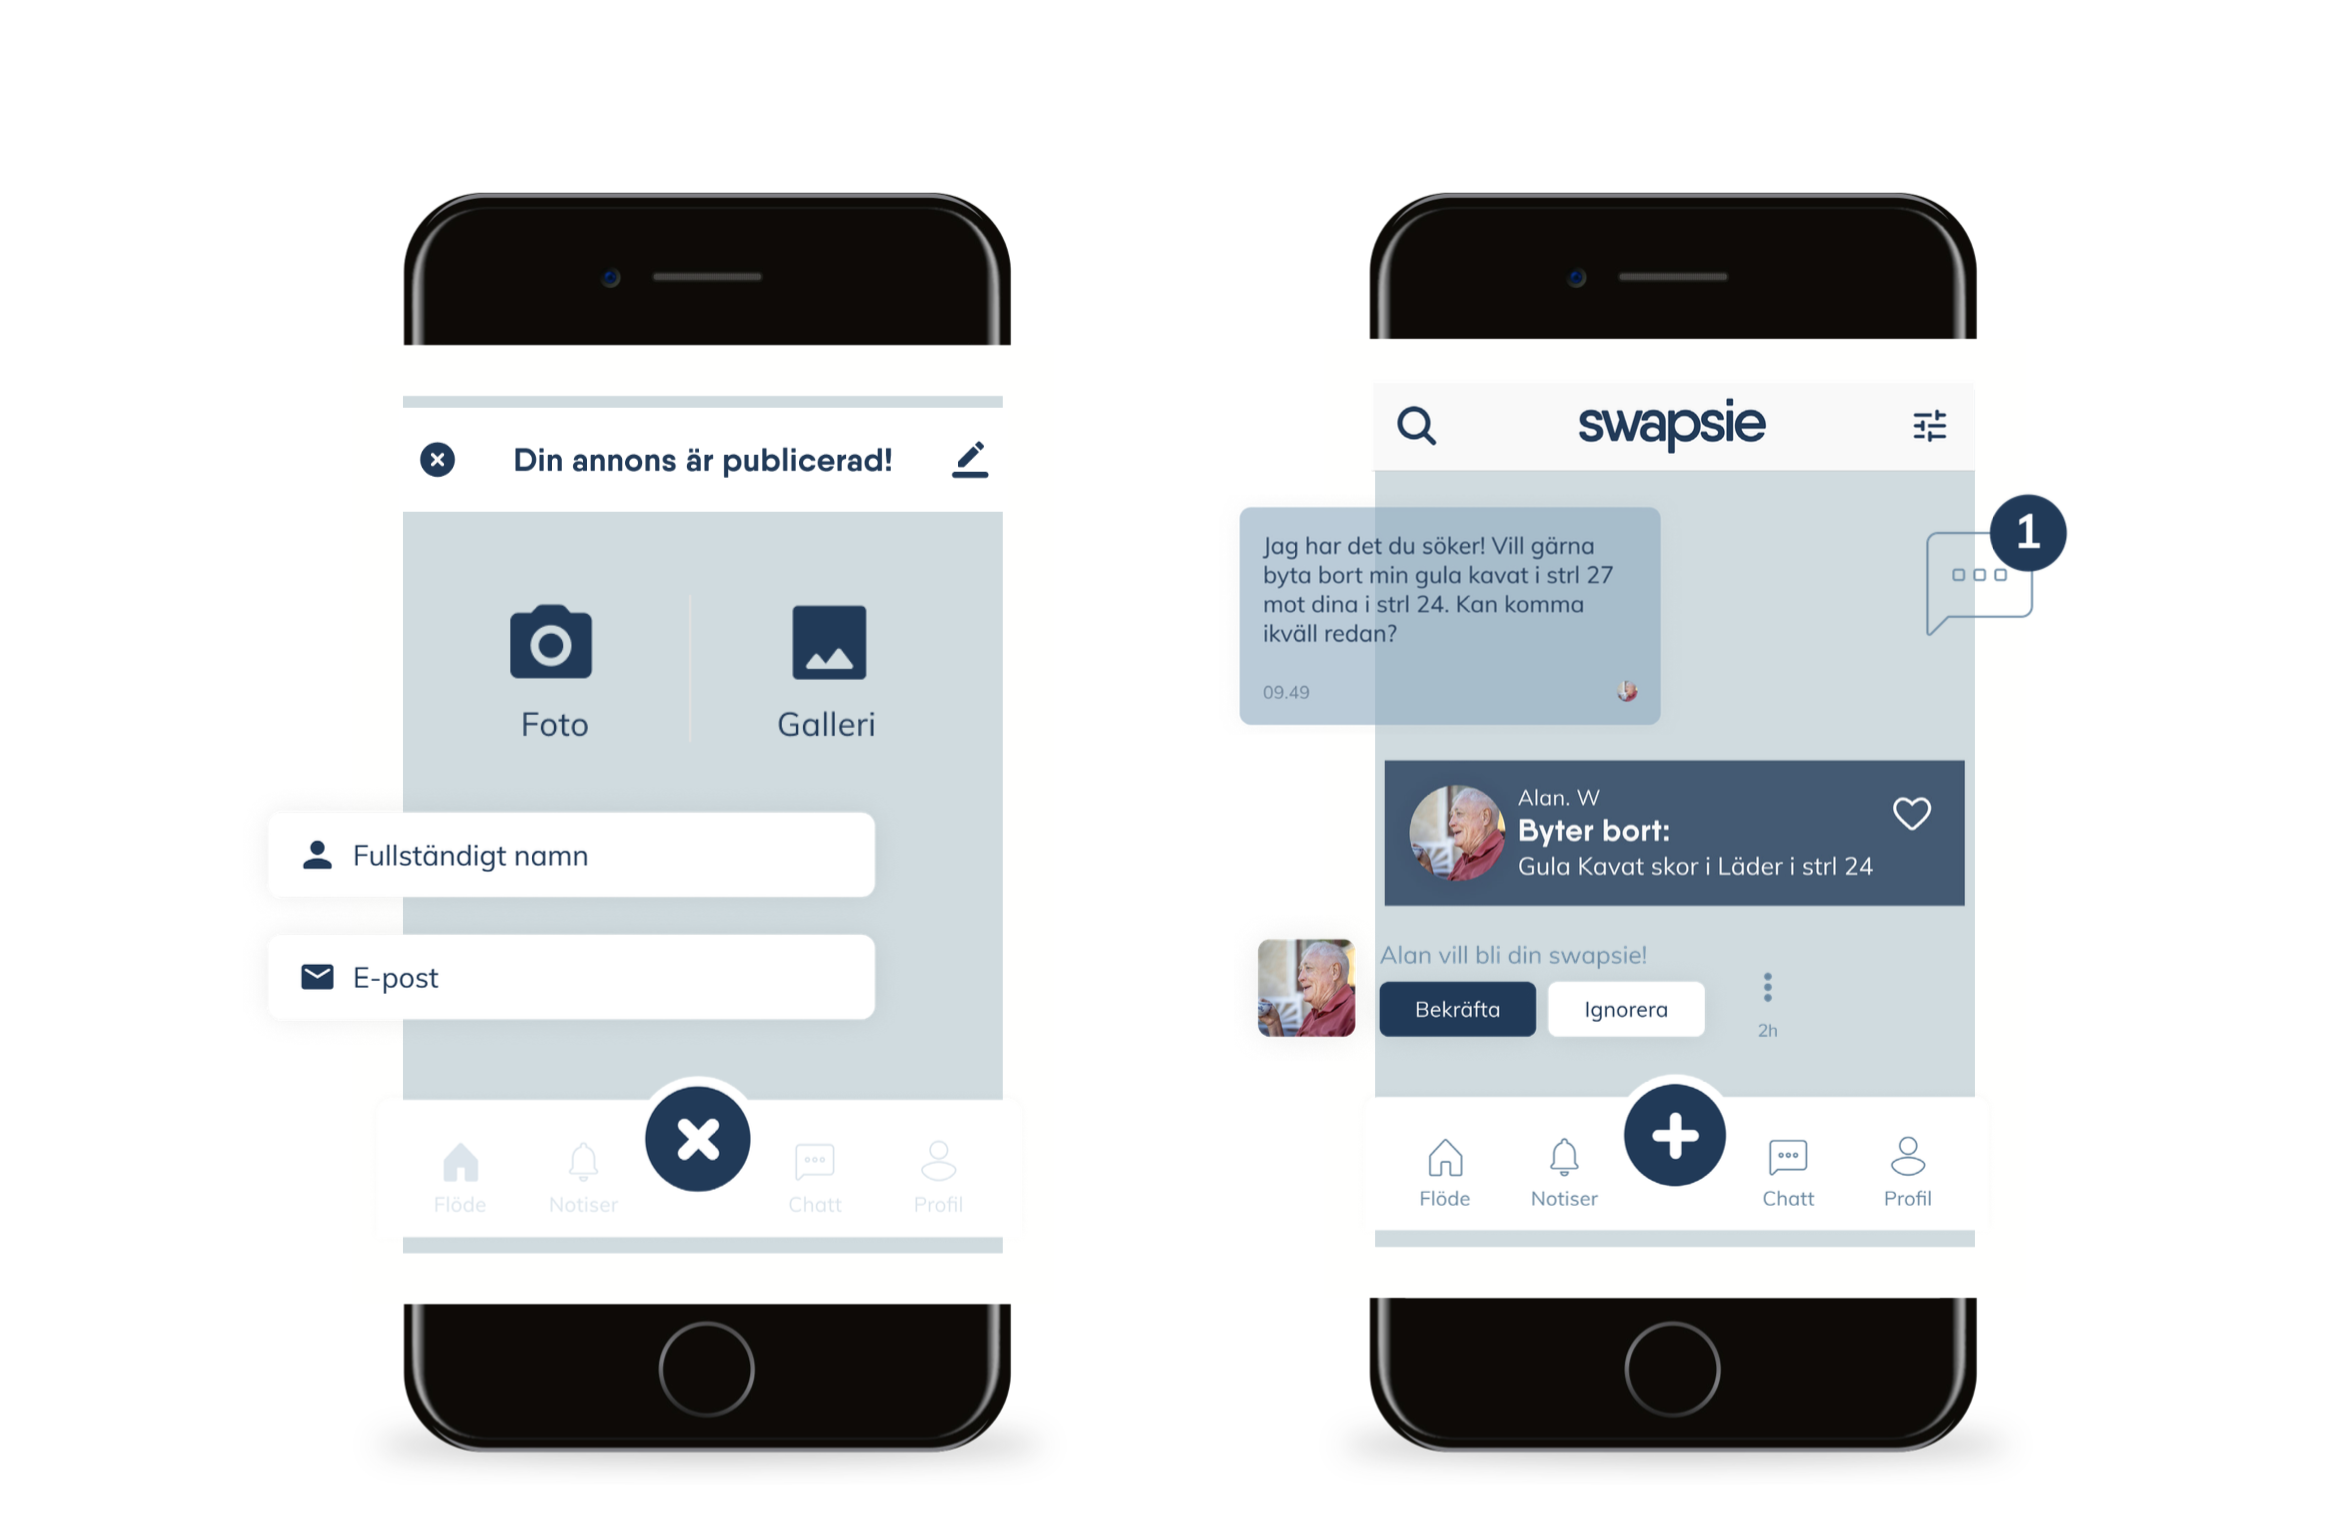 Din annons är publicerad!
Foto
Galleri
Fullständigt namn
E-post
Flöde
Notiser
Chatt
Profil
swapsie
1
Jag har det du söker! Vill gärna
byta bort min gula kavat i strl 27
mot dina i strl 24. Kan komma
ikväll redan?
09.49
Alan. W
Byter bort:
Gula Kavat skor i Läder i strl 24
Alan vill bli din swapsie!
Bekräfta
Ignorera
2h
Flöde
Notiser
Chatt
Profil